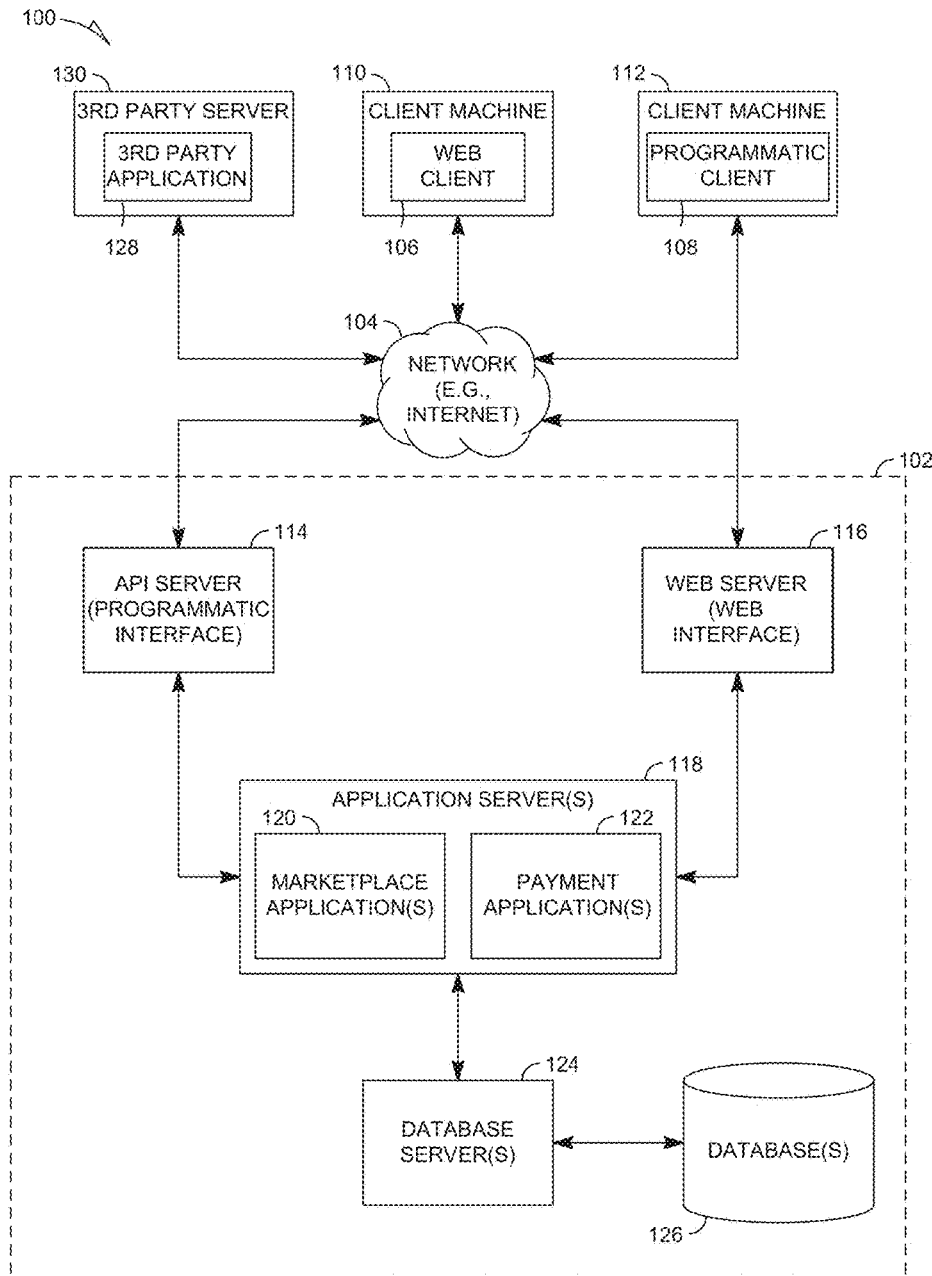 100
130
110
112
3RD PARTY SERVER
3RD PARTY
APPLICATION
CLIENT MACHINE
WEB
CLIENT
CLIENT MACHINE
PROGRAMMATIC
CLIENT
128
106
108
104
NETWORK
(E.G.,
INTERNET)
102
114
116
API SERVER
(PROGRAMMATIC
INTERFACE)
WEB SERVER
(WEB
INTERFACE)
118
APPLICATION SERVER(S)
120
122
MARKETPLACE
APPLICATION(S)
PAYMENT
APPLICATION(S)
124
DATABASE
SERVER(S)
DATABASE(S)
126